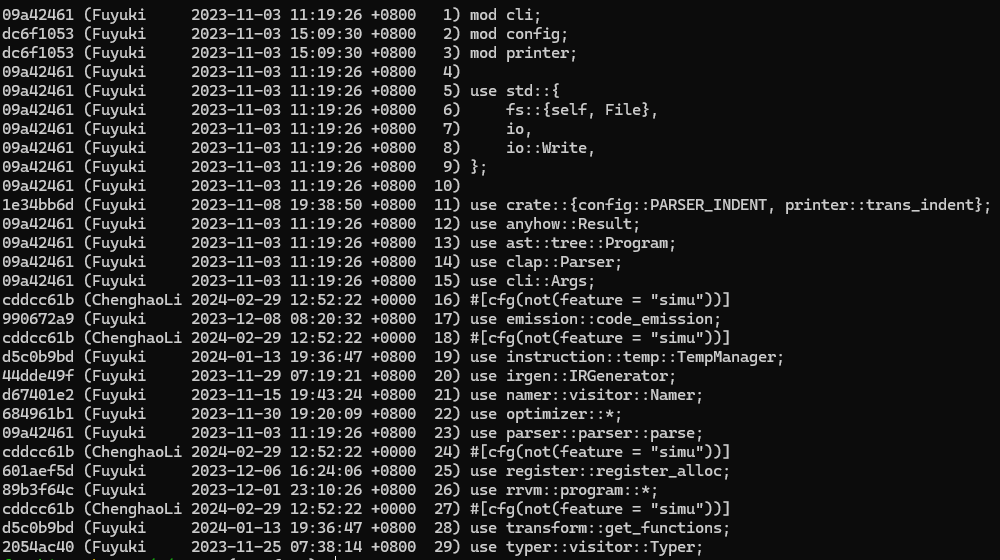 09a42461 (Fuyuki     2023-11-03 11:19:26 +0800   1) mod cli;
dc6f1053 (Fuyuki     2023-11-03 15:09:30 +0800   2) mod config;
dc6f1053 (Fuyuki     2023-11-03 15:09:30 +0800   3) mod printer;
09a42461 (Fuyuki     2023-11-03 11:19:26 +0800   4)
09a42461 (Fuyuki     2023-11-03 11:19:26 +0800   5) use std::{
09a42461 (Fuyuki     2023-11-03 11:19:26 +0800   6)     fs::{self, File},
09a42461 (Fuyuki     2023-11-03 11:19:26 +0800   7)     io,
09a42461 (Fuyuki     2023-11-03 11:19:26 +0800   8)     io::Write,
09a42461 (Fuyuki     2023-11-03 11:19:26 +0800   9) };
09a42461 (Fuyuki     2023-11-03 11:19:26 +0800  10)
1e34bb6d (Fuyuki     2023-11-08 19:38:50 +0800  11) use crate::{config::PARSER_INDENT, printer::trans_indent};
09a42461 (Fuyuki     2023-11-03 11:19:26 +0800  12) use anyhow::Result;
09a42461 (Fuyuki     2023-11-03 11:19:26 +0800  13) use ast::tree::Program;
09a42461 (Fuyuki     2023-11-03 11:19:26 +0800  14) use clap::Parser;
09a42461 (Fuyuki     2023-11-03 11:19:26 +0800  15) use cli::Args;
cddcc61b (ChenghaoLi 2024-02-29 12:52:22 +0000  16) #[cfg(not(feature = "simu"))]
990672a9 (Fuyuki     2023-12-08 08:20:32 +0800  17) use emission::code_emission;
cddcc61b (ChenghaoLi 2024-02-29 12:52:22 +0000  18) #[cfg(not(feature = "simu"))]
d5c0b9bd (Fuyuki     2024-01-13 19:36:47 +0800  19) use instruction::temp::TempManager;
44dde49f (Fuyuki     2023-11-29 07:19:21 +0800  20) use irgen::IRGenerator;
d67401e2 (Fuyuki     2023-11-15 19:43:24 +0800  21) use namer::visitor::Namer;
684961b1 (Fuyuki     2023-11-30 19:20:09 +0800  22) use optimizer::*;
09a42461 (Fuyuki     2023-11-03 11:19:26 +0800  23) use parser::parser::parse;
cddcc61b (ChenghaoLi 2024-02-29 12:52:22 +0000  24) #[cfg(not(feature = "simu"))]
601aef5d (Fuyuki     2023-12-06 16:24:06 +0800  25) use register::register_alloc;
89b3f64c (Fuyuki     2023-12-01 23:10:26 +0800  26) use rrvm::program::*;
cddcc61b (ChenghaoLi 2024-02-29 12:52:22 +0000  27) #[cfg(not(feature = "simu"))]
d5c0b9bd (Fuyuki     2024-01-13 19:36:47 +0800  28) use transform::get_functions;
2054ac40 (Fuyuki     2023-11-25 07:38:14 +0800  29) use typer::visitor::Typer;